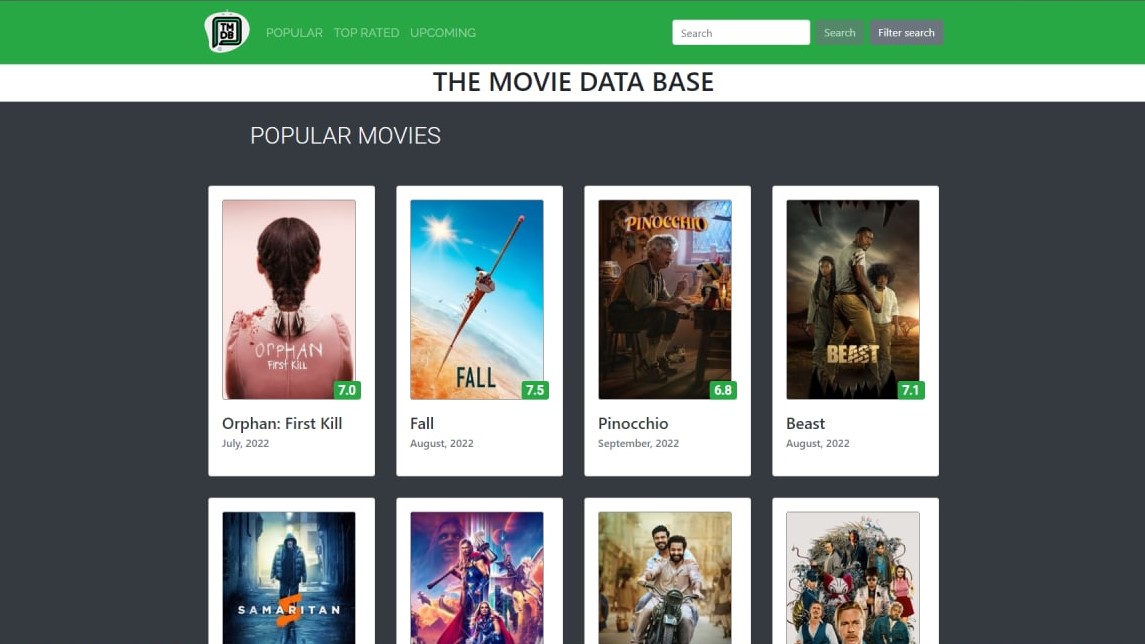 TM
DB
POPULAR TOP RATED UPCOMING
Search
Search
Filter search
THE MOVIE DATA BASE
POPULAR MOVIES
ORPHAN
FIRST KILL
7.0
Orphan: First Kill
July, 2022
FALL
7.5
Fall
August, 2022
PINOCCHIO
6.8
Pinocchio
September, 2022
BEAST
7.1
Beast
August, 2022
SAMARITAN